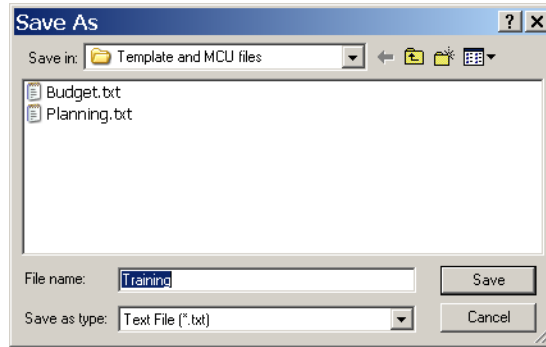 Save As
Save in: Template and MCU files
Budget.txt
Planning.txt
File name: Training Save
Save as type: Text File (*.txt) Cancel